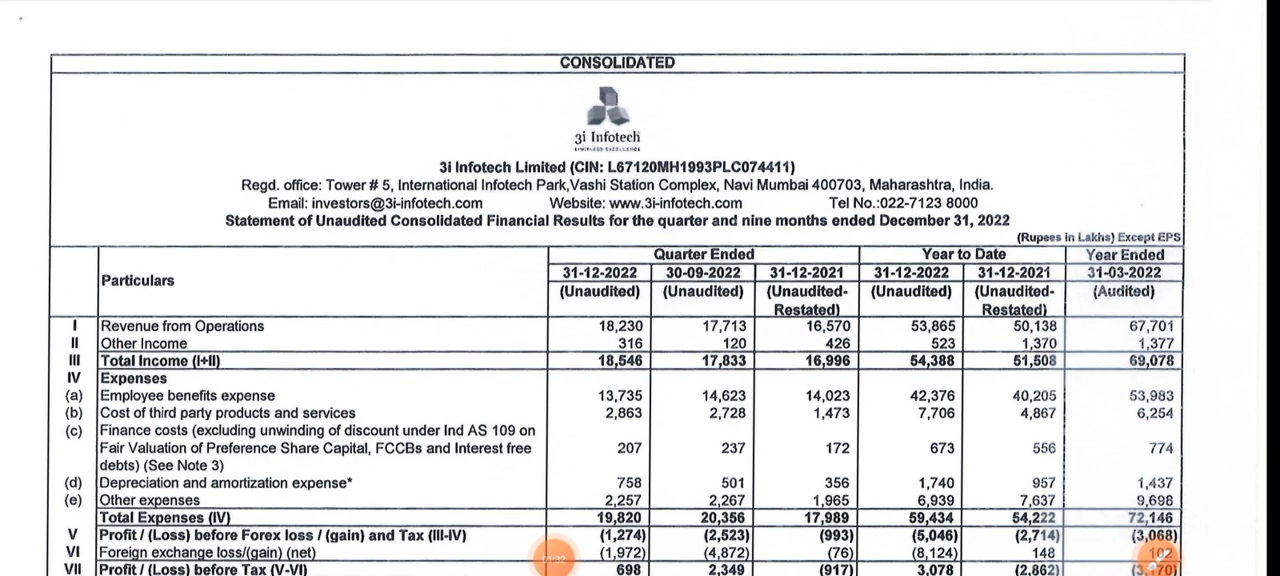 CONSOLIDATED
3i Infotech
LIMITLESS EXCELLENCE
3i Infotech Limited (CIN: L67120MH1993PLC074411)
Regd. office: Tower # 5, International Infotech Park,Vashi Station Complex, Navi Mumbai 400703, Maharashtra, India.
Email: investors@3i-infotech.com Website: www.3i-infotech.com Tel No.:022-7123 8000
Statement of Unaudited Consolidated Financial Results for the quarter and nine months ended December 31, 2022
(Rupees in Lakhs) Except EPS
Quarter Ended Year to Date Year Ended
Particulars 31-12-2022 30-09-2022 31-12-2021 31-12-2022 31-12-2021 31-03-2022
(Unaudited) (Unaudited) (Unaudited- (Unaudited) (Unaudited- (Audited)
Restated) Restated)
I Revenue from Operations 18,230 17,713 16,570 53,865 50,138 67,701
II Other Income 316 120 426 523 1,370 1,377
III Total Income (I+II) 18,546 17,833 16,996 54,388 51,508 69,078
IV Expenses
(a) Employee benefits expense 13,735 14,623 14,023 42,376 40,205 53,983
(b) Cost of third party products and services 2,863 2,728 1,473 7,706 4,867 6,254
(c) Finance costs (excluding unwinding of discount under Ind AS 109 on
Fair Valuation of Preference Share Capital, FCCBs and Interest free 207 237 172 673 556 774
debts) (See Note 3)
(d) Depreciation and amortization expense* 758 501 356 1,740 957 1,437
(e) Other expenses 2,257 2,267 1,965 6,939 7,637 9,698
Total Expenses (IV) 19,820 20,356 17,989 59,434 54,222 72,146
V Profit / (Loss) before Forex loss / (gain) and Tax (III-IV) (1,274) (2,523) (993) (5,046) (2,714) (3,068)
VI Foreign exchange loss/(gain) (net) (1,972) (4,872) (76) (8,124) 148 102
VII Profit / (Loss) before Tax (V-VI) 698 2,349 (917) 3,078 (2,862) (3,170)